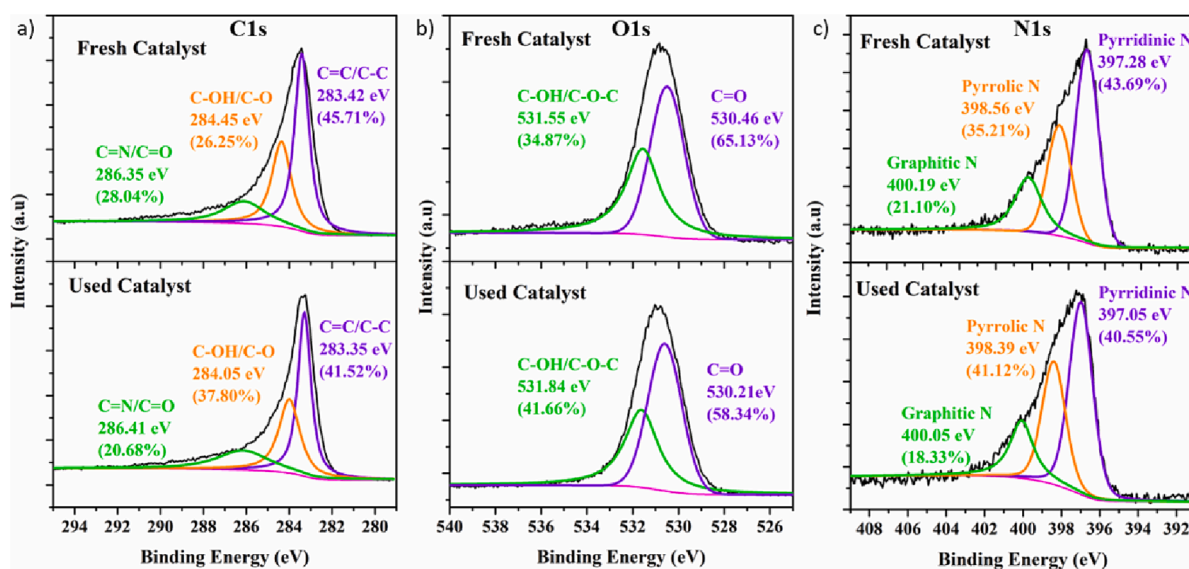 a)
C1s
Fresh Catalyst
C=C/C-C
283.42 eV
(45.71%)
C-OH/C-O
284.45 eV
(26.25%)
C=N/C=O
286.35 eV
(28.04%)
Used Catalyst
C=C/C-C
283.35 eV
(41.52%)
C-OH/C-O
284.05 eV
(37.80%)
C=N/C=O
286.41 eV
(20.68%)
Intensity (a.u)
294 292 290 288 286 284 282 280
Binding Energy (eV)
b)
O1s
Fresh Catalyst
C-OH/C-O-C
531.55 eV
(34.87%)
C=O
530.46 eV
(65.13%)
Used Catalyst
C-OH/C-O-C
531.84 eV
(41.66%)
C=O
530.21eV
(58.34%)
Intensity (a.u)
540 538 536 534 532 530 528 526
Binding Energy (eV)
c)
N1s
Fresh Catalyst
Pyrridinic N
397.28 eV
(43.69%)
Pyrrolic N
398.56 eV
(35.21%)
Graphitic N
400.19 eV
(21.10%)
Used Catalyst
Pyrridinic N
397.05 eV
(40.55%)
Pyrrolic N
398.39 eV
(41.12%)
Graphitic N
400.05 eV
(18.33%)
Intensity (a.u)
408 406 404 402 400 398 396 394 392
Binding Energy (eV)